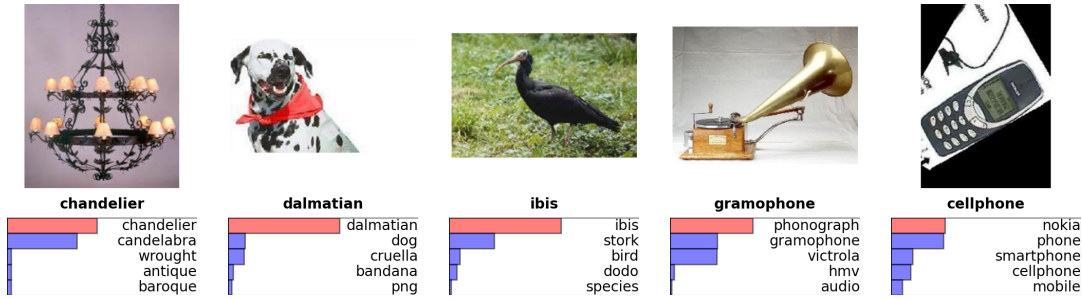 chandelier
chandelier
candelabra
wrought
antique
baroque
dalmatian
dalmatian
dog
cruella
bandana
png
ibis
ibis
stork
bird
dodo
species
gramophone
phonograph
gramophone
victrola
hmv
audio
cellphone
nokia
phone
smartphone
cellphone
mobile